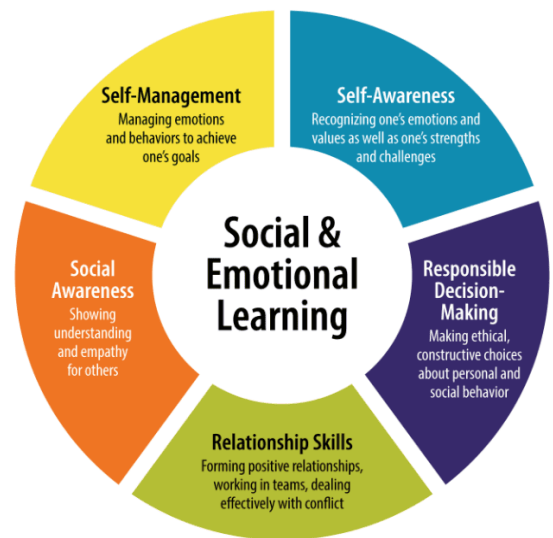 Self-Management
Managing emotions
and behaviors to achieve
one's goals
Self-Awareness
Recognizing one's emotions and
values as well as one's strengths
and challenges
Social &
Emotional
Learning
Social
Awareness
Showing
understanding
and empathy
for others
Responsible
Decision-
Making
Making ethical,
constructive choices
about personal and
social behavior
Relationship Skills
Forming positive relationships,
working in teams, dealing
effectively with conflict